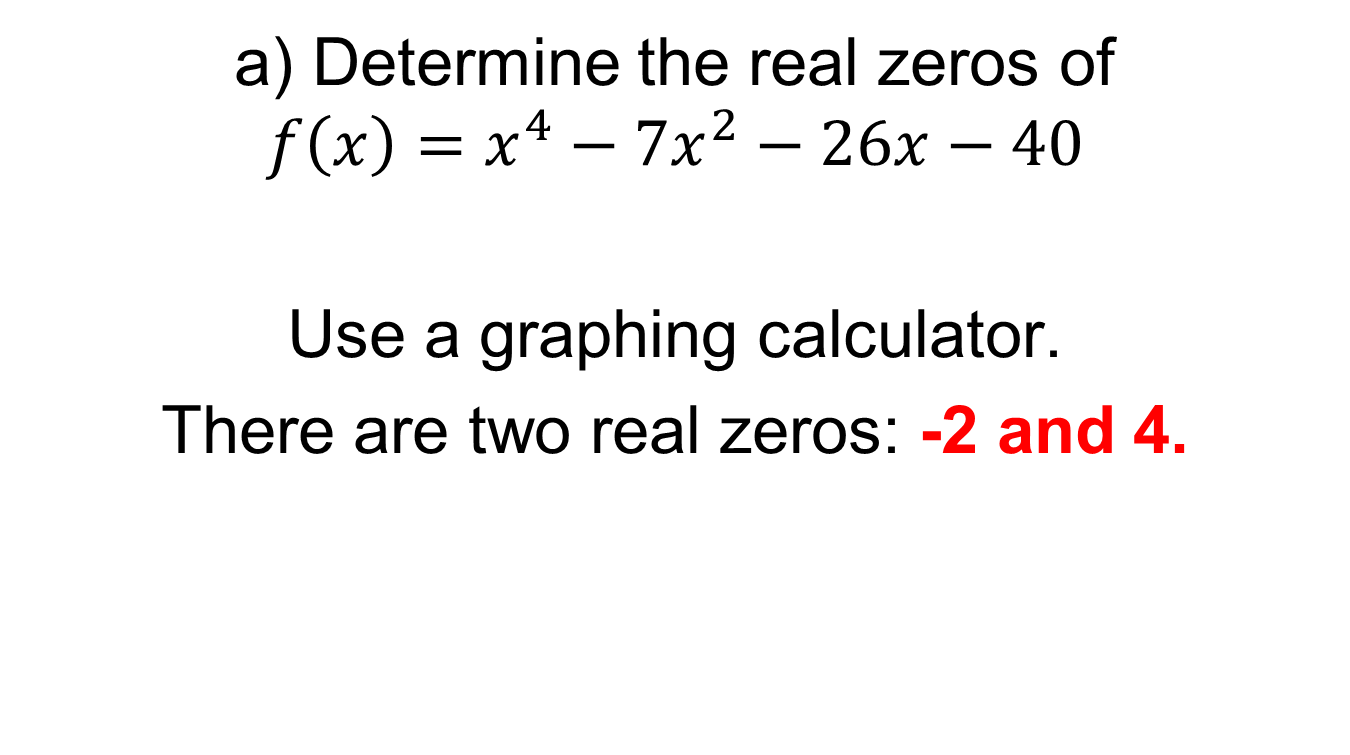 a) Determine the real zeros of
f(x) = x⁴ − 7x² − 26x − 40
Use a graphing calculator.
There are two real zeros: -2 and 4.